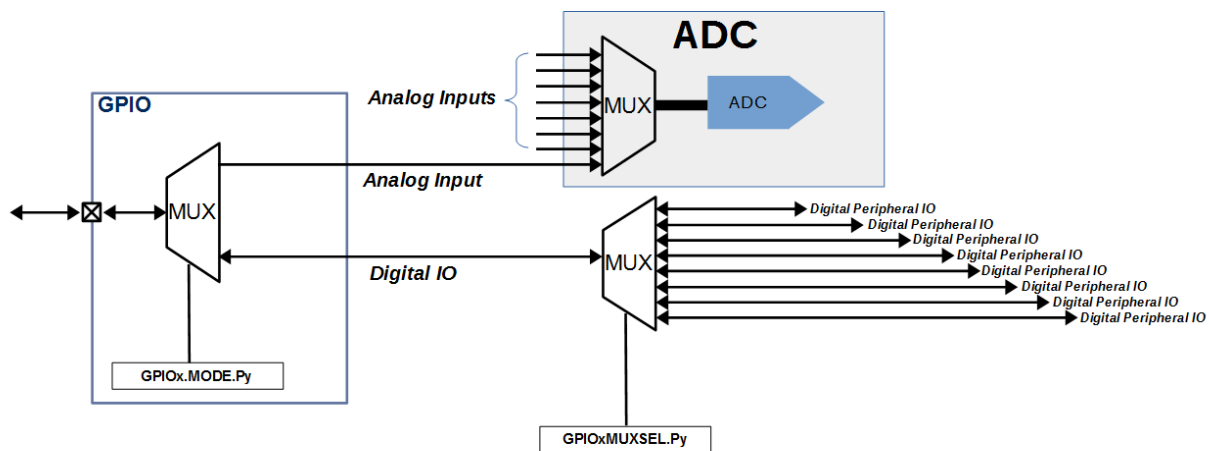 ADC
GPIO
Analog Inputs
MUX
ADC
Analog Input
MUX
Digital IO
MUX
Digital Peripheral IO
Digital Peripheral IO
Digital Peripheral IO
Digital Peripheral IO
Digital Peripheral IO
Digital Peripheral IO
Digital Peripheral IO
Digital Peripheral IO
GPIOx.MODE.Py
GPIOxMUXSEL.Py